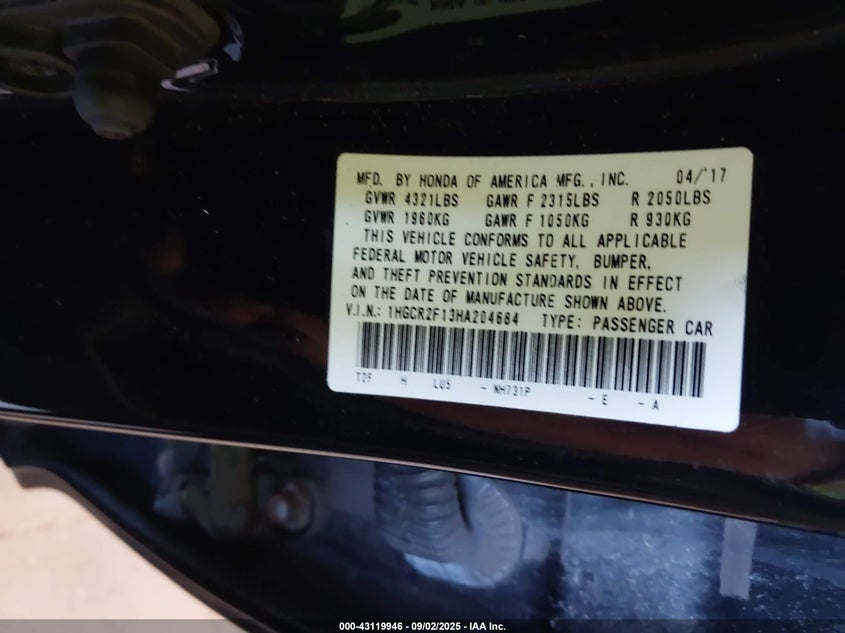 MFD. BY HONDA OF AMERICA MFG., INC. 04/'17
GVWR 4321LBS GAWR F 2315LBS R 2050LBS
GVWR 1960KG GAWR F 1050KG R 930KG
THIS VEHICLE CONFORMS TO ALL APPLICABLE
FEDERAL MOTOR VEHICLE SAFETY, BUMPER,
AND THEFT PREVENTION STANDARDS IN EFFECT
ON THE DATE OF MANUFACTURE SHOWN ABOVE.
V.I.N.: 1HGCR2F13HA204664 TYPE: PASSENGER CAR
T2F H LU5 - NH731P - E - A
000-43119946 - 09/02/2025 - IAA Inc.